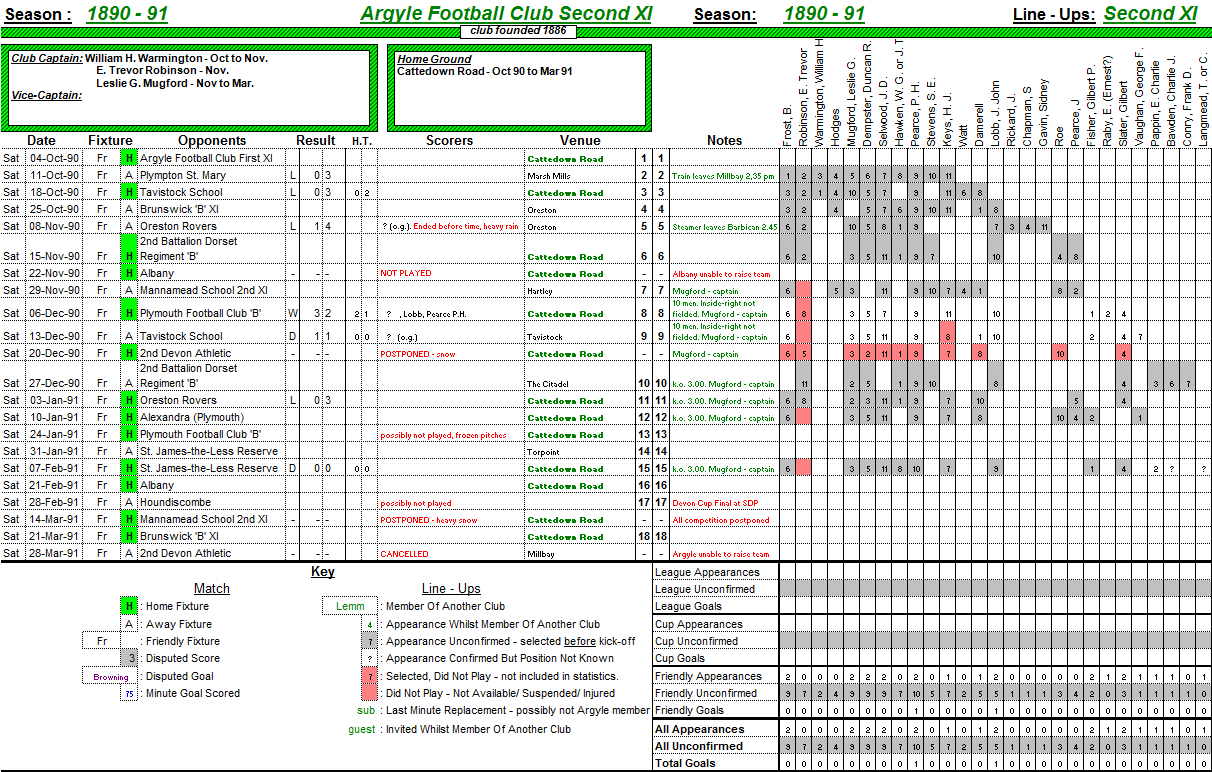 Season : 1890 - 91 Argyle Football Club Second XI Season: 1890 - 91 Line - Ups: Second XI
club founded 1886
Club Captain: William H. Warmington - Oct to Nov.
E. Trevor Robinson - Nov.
Leslie G. Mugford - Nov to Mar.
Vice-Captain:
Home Ground
Cattedown Road - Oct 90 to Mar 91
Frost, B.
Robinson, E. Trevor
Warmington, William H
Hodges
Mugford, Leslie G.
Dempster, Duncan R.
Selwood, J. D.
Hawken, W. G. or J. T
Pearce, P. H.
Stevens, S. E.
Keys, H. J.
Watt
Damerell
Lobb, J. John
Rickard, J.
Chapman, S
Gavin, Sidney
Roe
Pearce, J
Fisher, Gilbert P.
Raby, E. (Ernest?)
Slater, Gilbert
Vaughan, George F.
Pappin, E. Charlie
Bawden, Charlie J.
Conry, Frank D.
Langmead, T. or C.
Date Fixture Opponents Result H.T. Scorers Venue Notes
Sat 04-Oct-90 Fr H Argyle Football Club First XI Cattedown Road 1 1
Sat 11-Oct-90 Fr A Plympton St. Mary L 0 3 Marsh Mills 2 2 Train leaves Millbay 2,35 pm 1 2 3 4 5 6 7 8 9 10 11
Sat 18-Oct-90 Fr H Tavistock School L 0 3 0 2 Cattedown Road 3 3 3 2 1 4 10 5 7 9 11 6 8
Sat 25-Oct-90 Fr A Brunswick 'B' XI Oreston 4 4 3 2 4 5 7 6 9 10 11 1 8
Sat 08-Nov-90 Fr A Oreston Rovers L 1 4 ? (o.g.). Ended before time, heavy rain Oreston 5 5 Steamer leaves Barbican 2.45 6 2 10 5 8 1 9 7 3 4 11
2nd Battalion Dorset
Sat 15-Nov-90 Fr H Regiment 'B' Cattedown Road 6 6 6 2 3 5 11 1 9 7 10 4 8
Sat 22-Nov-90 Fr H Albany - - - NOT PLAYED Cattedown Road - - Albany unable to raise team
Sat 29-Nov-90 Fr A Mannamead School 2nd XI Hartley 7 7 Mugford - captain 6 5 3 11 9 10 7 4 1 8 2
10 men. Inside-right not
Sat 06-Dec-90 Fr H Plymouth Football Club 'B' W 3 2 2 1 ? , Lobb, Pearce P.H. Cattedown Road 8 8 fielded. Mugford - captain 6 8 3 5 7 9 11 10 1 2 4
10 men. Inside-right not
Sat 13-Dec-90 Fr A Tavistock School D 1 1 0 0 ? (o.g.) Tavistock 9 9 fielded. Mugford - captain 6 3 5 11 9 8 1 10 2 4 7
Sat 20-Dec-90 Fr H 2nd Devon Athletic - - - POSTPONED - snow Cattedown Road - - Mugford - captain 6 5 3 2 11 1 9 7 8 10 4
2nd Battalion Dorset
Sat 27-Dec-90 Fr A Regiment 'B' The Citadel 10 10 k.o. 3.00. Mugford - captain 11 2 5 1 9 10 8 4 3 6 7
Sat 03-Jan-91 Fr H Oreston Rovers L 0 3 Cattedown Road 11 11 k.o. 3.00. Mugford - captain 6 8 2 3 11 1 9 7 10 5 4
Sat 10-Jan-91 Fr H Alexandra (Plymouth) Cattedown Road 12 12 k.o. 3.00. Mugford - captain 6 3 5 11 9 7 8 10 4 2 1
Sat 24-Jan-91 Fr H Plymouth Football Club 'B' possibly not played, frozen pitches Cattedown Road 13 13
Sat 31-Jan-91 Fr A St. James-the-Less Reserve Torpoint 14 14
Sat 07-Feb-91 Fr H St. James-the-Less Reserve D 0 0 0 0 Cattedown Road 15 15 k.o. 3.00. Mugford - captain 6 3 5 11 8 10 7 9 1 4 2 ? ?
Sat 21-Feb-91 Fr H Albany Cattedown Road 16 16
Sat 28-Feb-91 Fr A Houndiscombe possibly not played 17 17 Devon Cup Final at SDP
Sat 14-Mar-91 Fr H Mannamead School 2nd XI - - - POSTPONED - heavy snow Cattedown Road - - All competition postponed
Sat 21-Mar-91 Fr H Brunswick 'B' XI Cattedown Road 18 18
Sat 28-Mar-91 Fr A 2nd Devon Athletic - - - CANCELLED Millbay - - Argyle unable to raise team
Key
Match Line - Ups
H : Home Fixture Lemm : Member Of Another Club
A : Away Fixture 4 : Appearance Whilst Member Of Another Club
Fr : Friendly Fixture 7 : Appearance Unconfirmed - selected before kick-off
3 : Disputed Score ? : Appearance Confirmed But Position Not Known
Browning : Disputed Goal 7 : Selected, Did Not Play - not included in statistics.
75 : Minute Goal Scored : Did Not Play - Not Available/ Suspended/ Injured
sub : Last Minute Replacement - possibly not Argyle member
guest : Invited Whilst Member Of Another Club
League Appearances
League Unconfirmed
League Goals
Cup Appearances
Cup Unconfirmed
Cup Goals
Friendly Appearances 2 0 0 0 2 2 2 0 2 0 1 0 1 2 0 0 0 0 0 2 1 2 1 1 1 0 1
Friendly Unconfirmed 9 7 2 4 9 9 9 7 10 5 7 2 5 5 1 1 1 3 4 2 0 3 1 1 1 1 0
Friendly Goals 0 0 0 0 0 0 0 0 1 0 0 0 0 1 0 0 0 0 0 0 0 0 0 0 0 0 0
All Appearances 2 0 0 0 2 2 2 0 2 0 1 0 1 2 0 0 0 0 0 2 1 2 1 1 1 0 1
All Unconfirmed 9 7 2 4 9 9 9 7 10 5 7 2 5 5 1 1 1 3 4 2 0 3 1 1 1 1 0
Total Goals 0 0 0 0 0 0 0 0 1 0 0 0 0 1 0 0 0 0 0 0 0 0 0 0 0 0 0